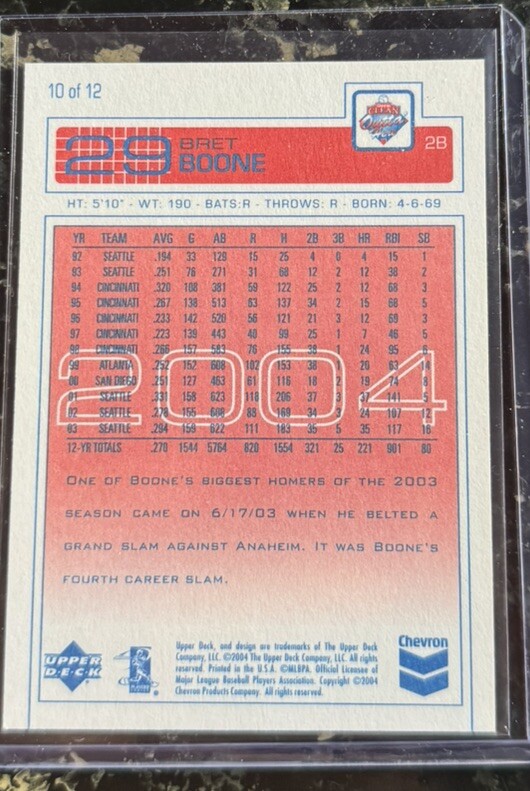 10 of 12
29 BRET BOONE
2B
HT: 5'10" - WT: 190 - BATS:R - THROWS: R - BORN: 4-6-69
YR TEAM AVG G AB R H 2B 3B HR RBI SB
92 SEATTLE .194 33 129 15 25 4 0 4 15 1
93 SEATTLE .251 76 271 31 68 12 2 12 38 2
94 CINCINNATI .320 108 381 59 122 25 2 12 68 3
95 CINCINNATI .267 138 513 63 137 34 2 15 68 5
96 CINCINNATI .233 142 520 56 121 21 3 12 69 3
97 CINCINNATI .223 139 443 40 99 25 1 7 46 5
98 CINCINNATI .266 157 583 76 155 38 1 24 95 6
99 ATLANTA .252 152 608 102 153 38 1 20 63 14
00 SAN DIEGO .251 127 463 61 116 18 2 19 74 8
01 SEATTLE .331 158 623 118 206 37 3 37 141 5
02 SEATTLE .278 155 608 88 169 34 3 24 107 12
03 SEATTLE .294 159 622 111 183 35 5 35 117 16
12-YR TOTALS .270 1544 5764 820 1554 321 25 221 901 80
2004
ONE OF BOONE'S BIGGEST HOMERS OF THE 2003
SEASON CAME ON 6/17/03 WHEN HE BELTED A
GRAND SLAM AGAINST ANAHEIM. IT WAS BOONE'S
FOURTH CAREER SLAM.
UPPER DECK
Upper Deck, and design are trademarks of The Upper Deck
Company, LLC. ©2004 The Upper Deck Company, LLC. All rights
reserved. Printed in the U.S.A. ©MLBPA. Official Licensee of
Major League Baseball Players Association. Copyright ©2004
Chevron Products Company. All rights reserved.
Chevron